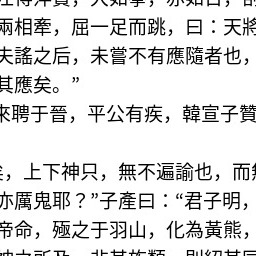 兩相牽，屈一足而跳，曰：天將
夫謠之后，未嘗不有應隨者也，
其應矣。”
來聘于晉，平公有疾，韓宣子贊
矣，上下神只，無不遍諭也，而
亦厲鬼耶？”子產曰：“君子明，
帝命，殛之于羽山，化為黃熊，